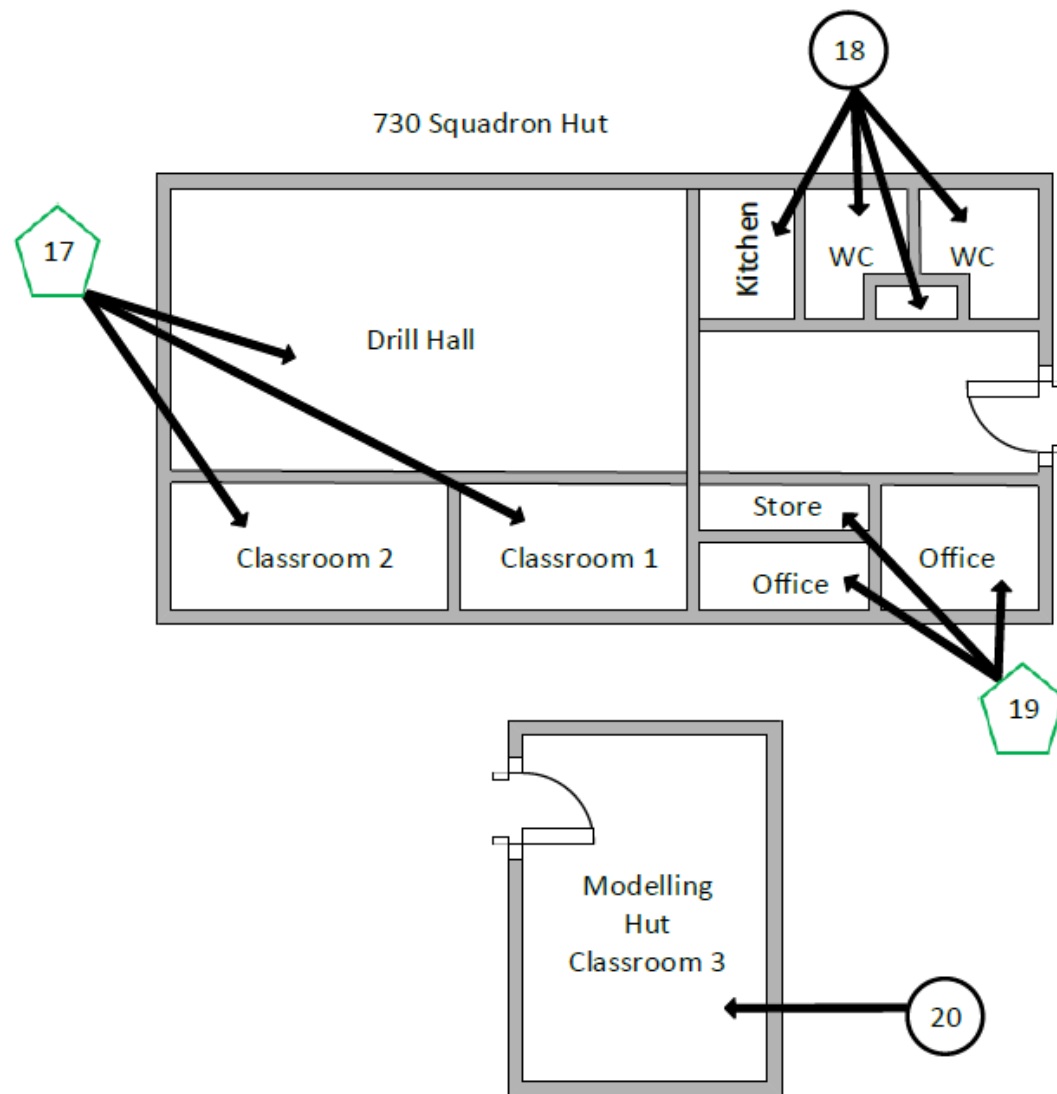 18
730 Squadron Hut
17
Kitchen
WC
WC
Drill Hall
Store
Classroom 2
Classroom 1
Office
Office
19
Modelling
Hut
Classroom 3
20